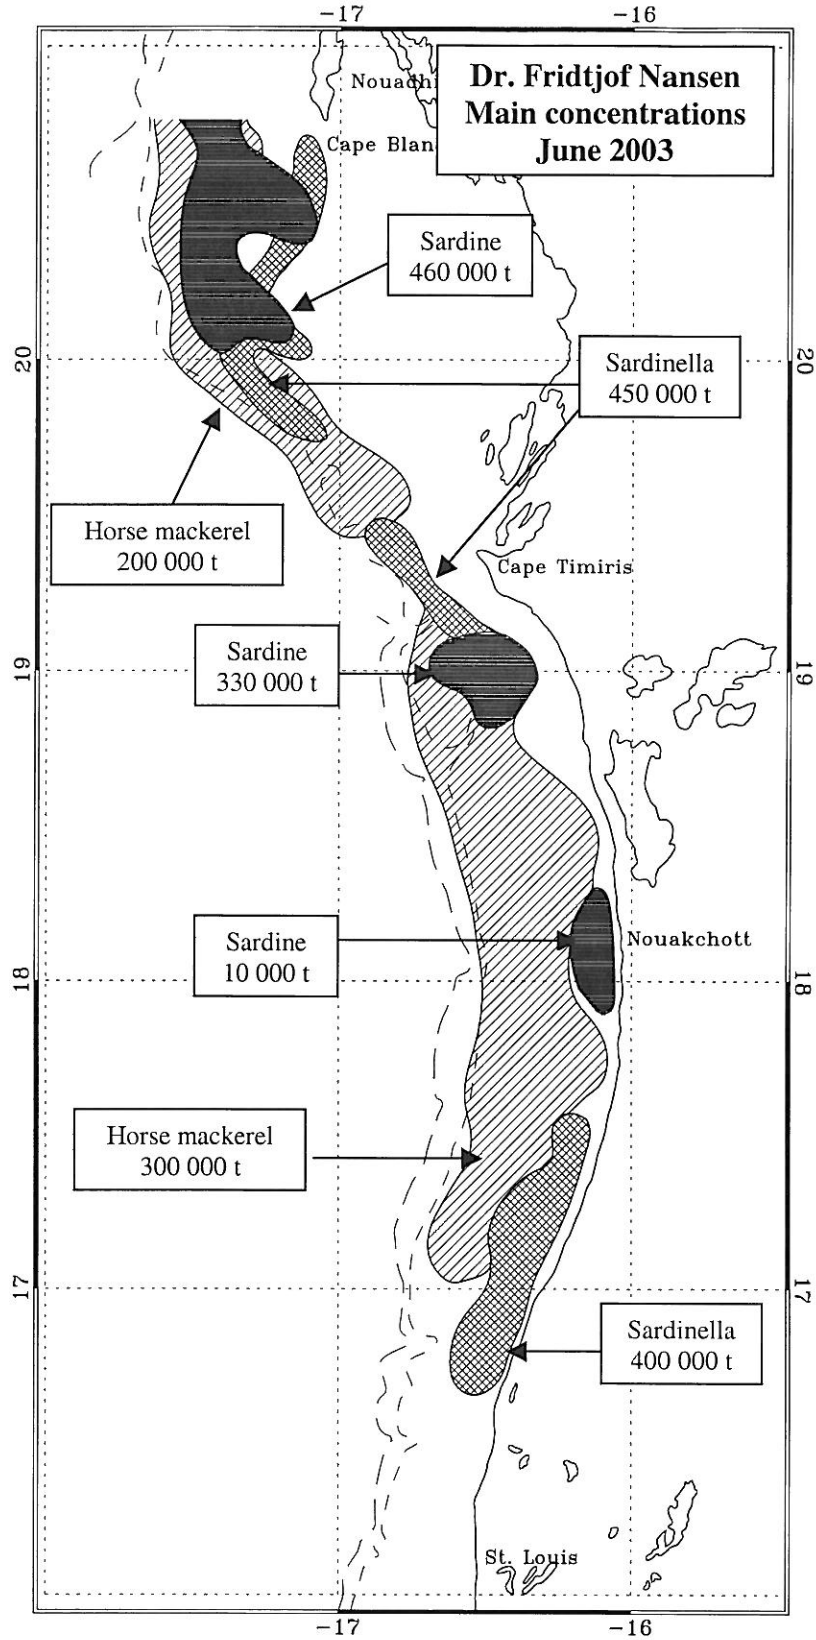 -17 -16
Dr. Fridtjof Nansen
Main concentrations
June 2003
Nouadhi
Cape Blan
Sardine
460 000 t
20 20
Sardinella
450 000 t
Horse mackerel
200 000 t
Cape Timiris
Sardine
330 000 t
19 19
Sardine
10 000 t
Nouakchott
18 18
Horse mackerel
300 000 t
17 17
Sardinella
400 000 t
St. Louis
-17 -16